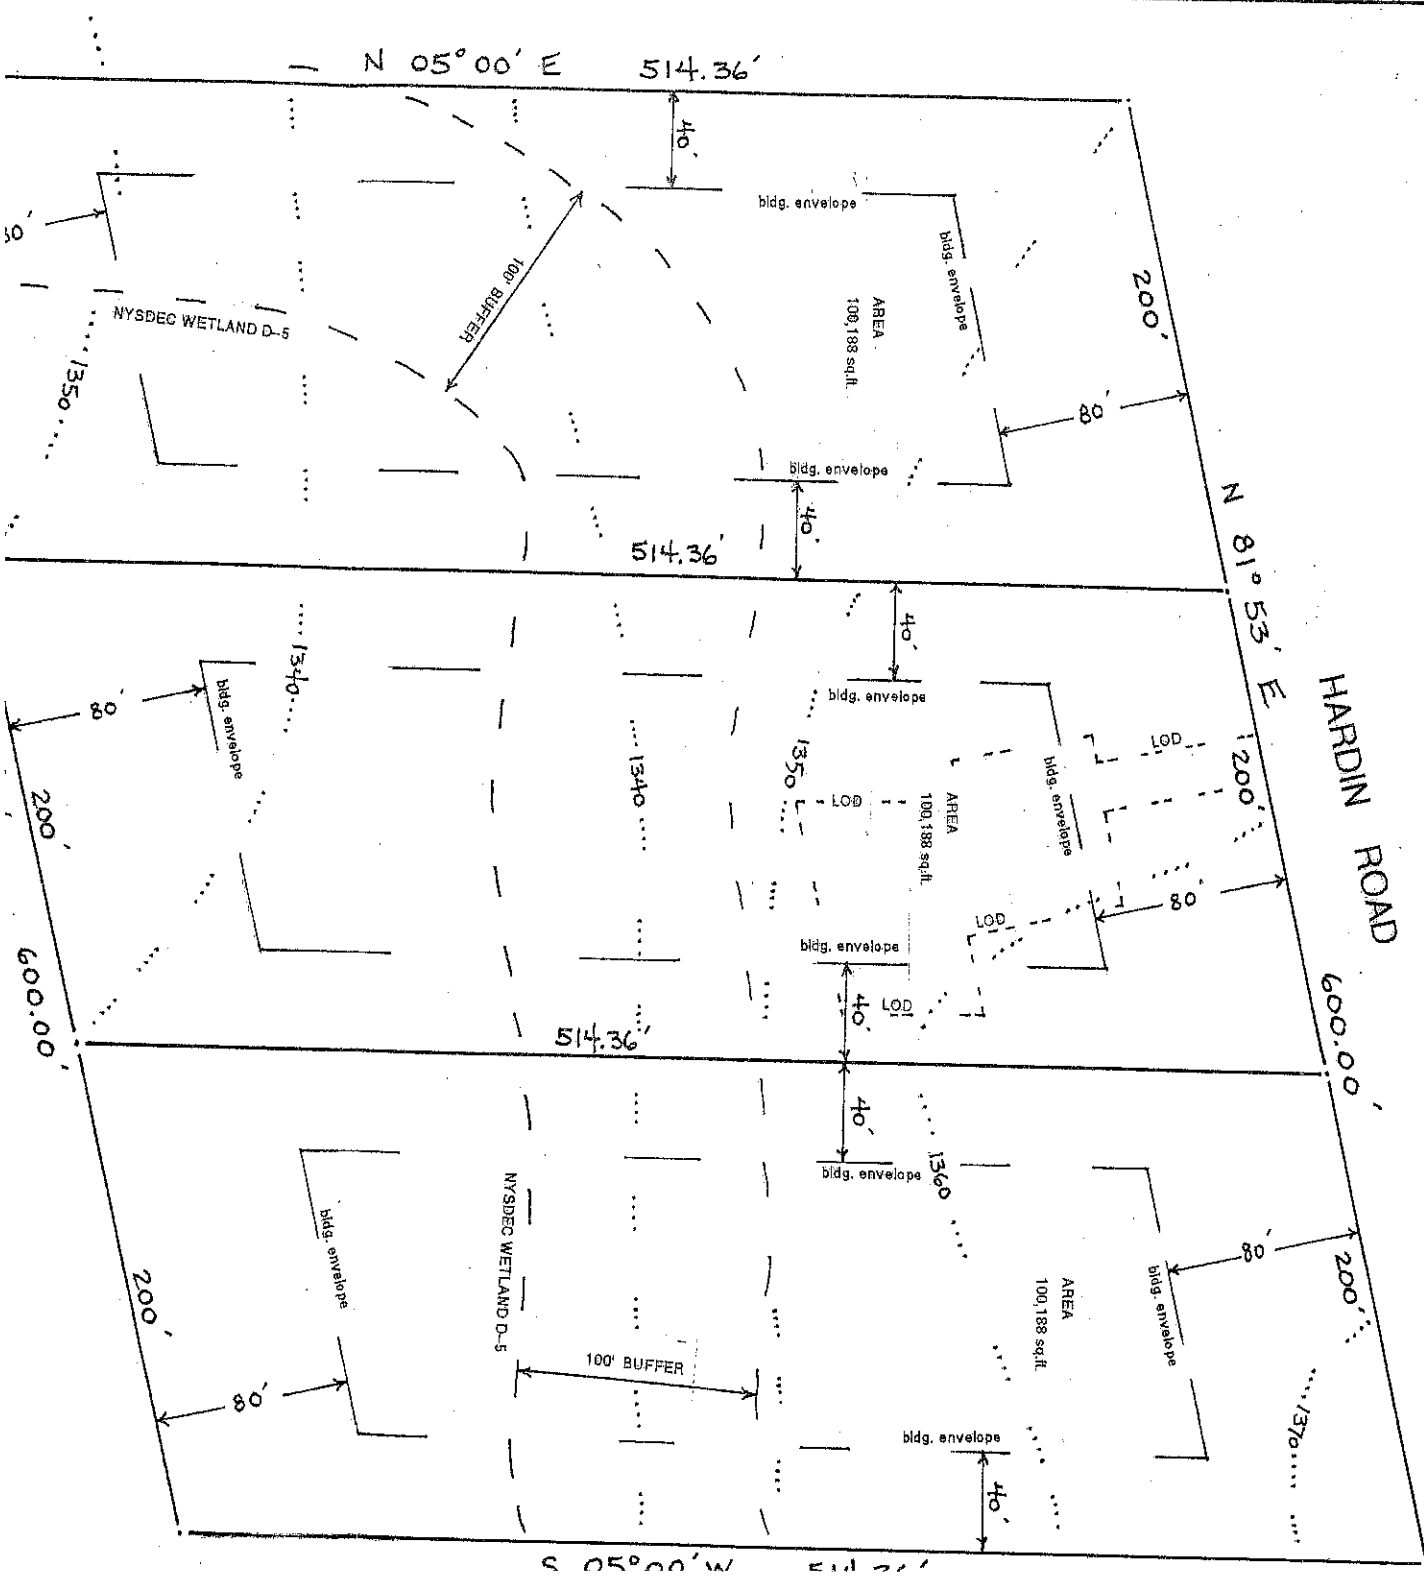 N 05°00' E 514.36'
40'
bldg. envelope
bldg. envelope
200'
100' BUFFER
AREA
100,188 sq.ft.
NYSDEC WETLAND D-5
1350
80'
bldg. envelope
40'
N 81°53' E
514.36'
40'
HARDIN ROAD
1340
80'
bldg. envelope
bldg. envelope
1350
1340
LOD
LOD
200'
bldg. envelope
AREA
100,188 sq.ft.
200'
80'
LOD
bldg. envelope
LOD
40'
600.00'
600.00'
514.36'
40'
1360
bldg. envelope
NYSDEC WETLAND D-5
bldg. envelope
80'
200'
bldg. envelope
AREA
100,188 sq.ft.
200'
100' BUFFER
80'
1370
bldg. envelope
40'
S 05°00' W